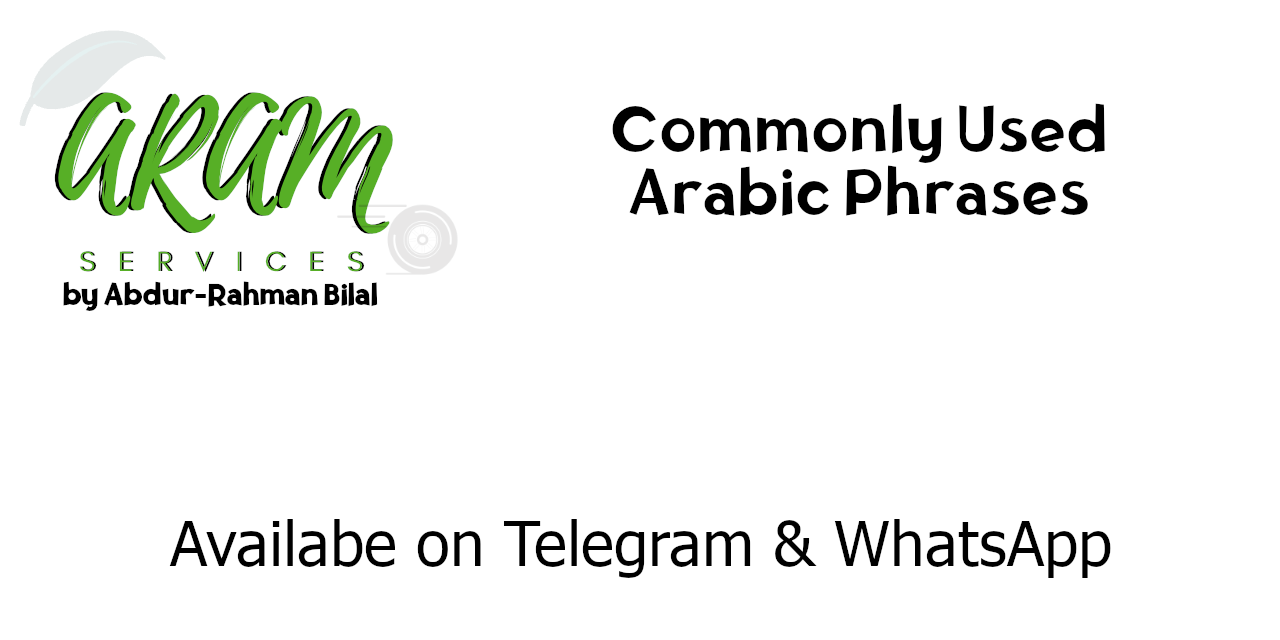 ARAM
SERVICES
by Abdur-Rahman Bilal
Commonly Used
Arabic Phrases
Availabe on Telegram & WhatsApp